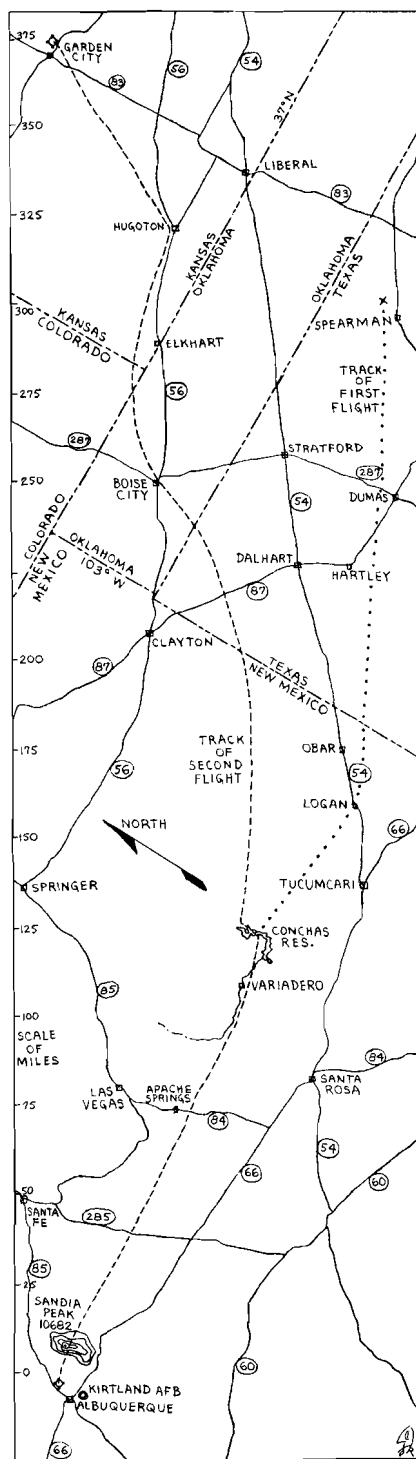 375
GARDEN
CITY
56
54
83
37°N
350
LIBERAL
83
325
HUGOTON
KANSAS
OKLAHOMA
OKLAHOMA
TEXAS
KANSAS
COLORADO
300
SPEARMAN
ELKHART
TRACK
OF
FIRST
FLIGHT
56
275
287
STRATFORD
287
250
BOISE
CITY
DUMAS
54
COLORADO
NEW
MEXICO
OKLAHOMA
103° W
DALHART
HARTLEY
225
87
CLAYTON
TEXAS
NEW MEXICO
200
87
TRACK
OF
SECOND
FLIGHT
OBAR
175
56
54
LOGAN
NORTH
66
150
TUCUMCARI
SPRINGER
125
CONCHAS
RES.
85
VARIADERO
100
SCALE
OF
MILES
84
LAS
VEGAS
APACHE
SPRINGS
SANTA
ROSA
75
84
54
66
60
50
SANTA
FE
285
85
25
SANDIA
PEAK
10682
0
KIRTLAND AFB
ALBUQUERQUE
60
66